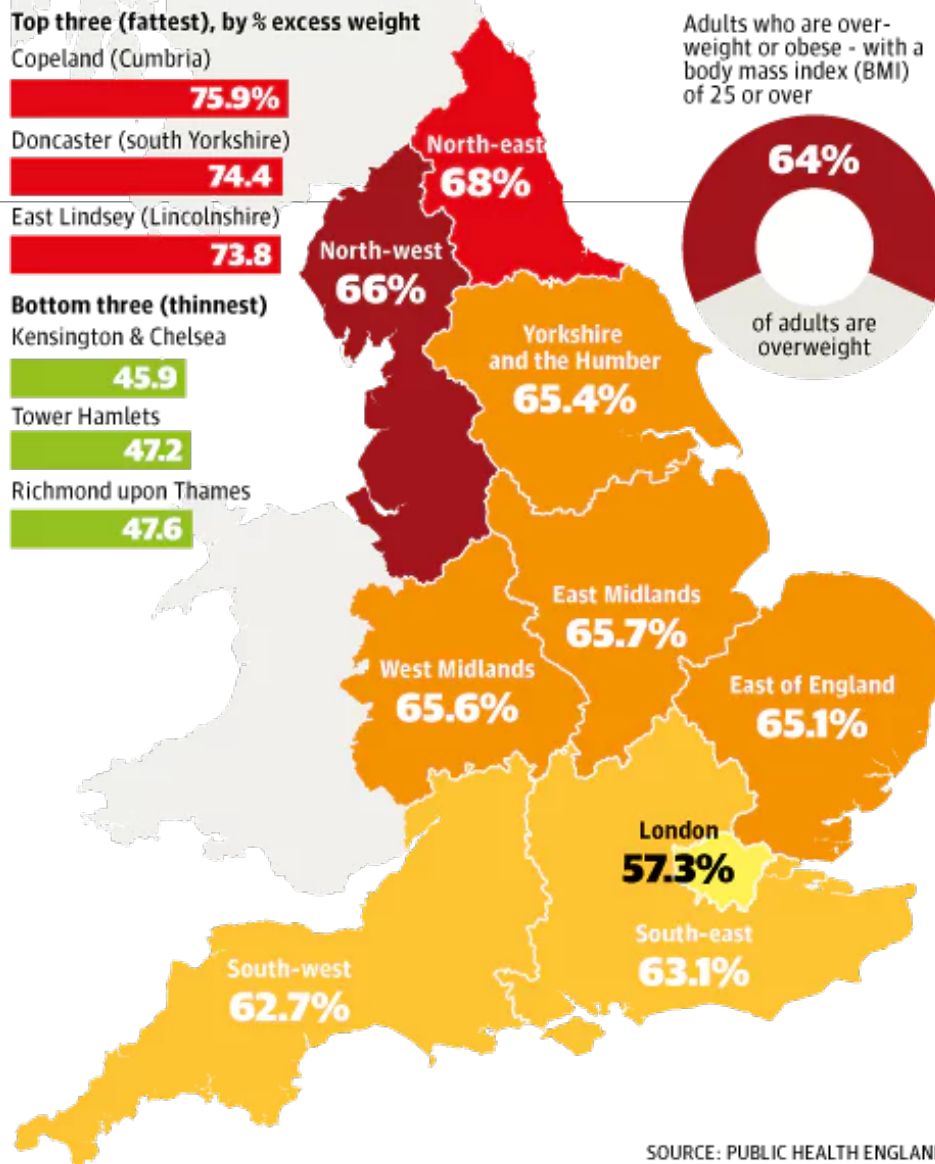 Top three (fattest), by % excess weight
Copeland (Cumbria)
75.9%
Doncaster (south Yorkshire)
74.4
East Lindsey (Lincolnshire)
73.8
Bottom three (thinnest)
Kensington & Chelsea
45.9
Tower Hamlets
47.2
Richmond upon Thames
47.6
Adults who are over-
weight or obese - with a
body mass index (BMI)
of 25 or over
64%
of adults are
overweight
North-east
68%
North-west
66%
Yorkshire
and the Humber
65.4%
East Midlands
65.7%
West Midlands
65.6%
East of England
65.1%
London
57.3%
South-east
63.1%
South-west
62.7%
SOURCE: PUBLIC HEALTH ENGLAN